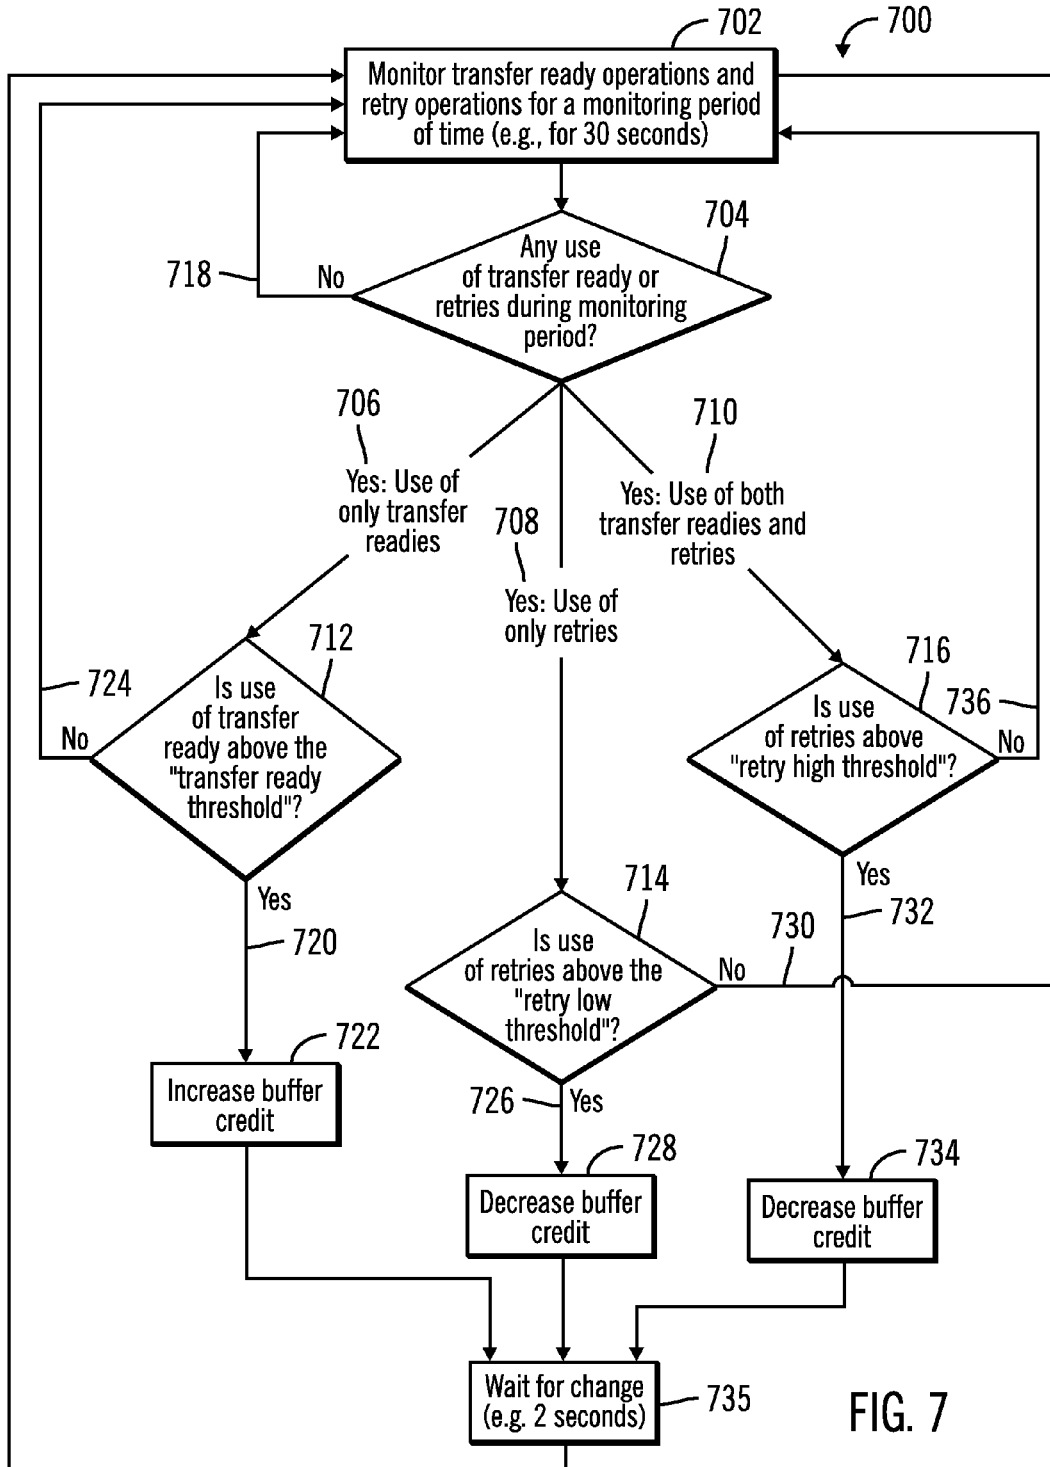 702
700
Monitor transfer ready operations and
retry operations for a monitoring period
of time (e.g., for 30 seconds)
704
Any use
of transfer ready or
retries during monitoring
period?
718
No
706
Yes: Use of
only transfer
readies
708
Yes: Use of
only retries
710
Yes: Use of both
transfer readies and
retries
712
Is use
of transfer
ready above the
"transfer ready
threshold"?
724
No
716
736
Is use
of retries above
"retry high threshold"?
No
Yes
720
714
Is use
of retries above the
"retry low
threshold"?
730
No
Yes
732
722
Increase buffer
credit
726
Yes
728
Decrease buffer
credit
734
Decrease buffer
credit
Wait for change
(e.g. 2 seconds)
735
FIG. 7